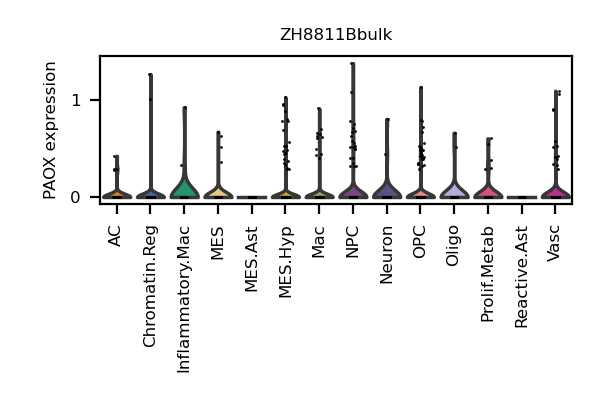 ZH8811Bbulk
PAOX expression
1
0
AC
Chromatin.Reg
Inflammatory.Mac
MES
MES.Ast
MES.Hyp
Mac
NPC
Neuron
OPC
Oligo
Prolif.Metab
Reactive.Ast
Vasc